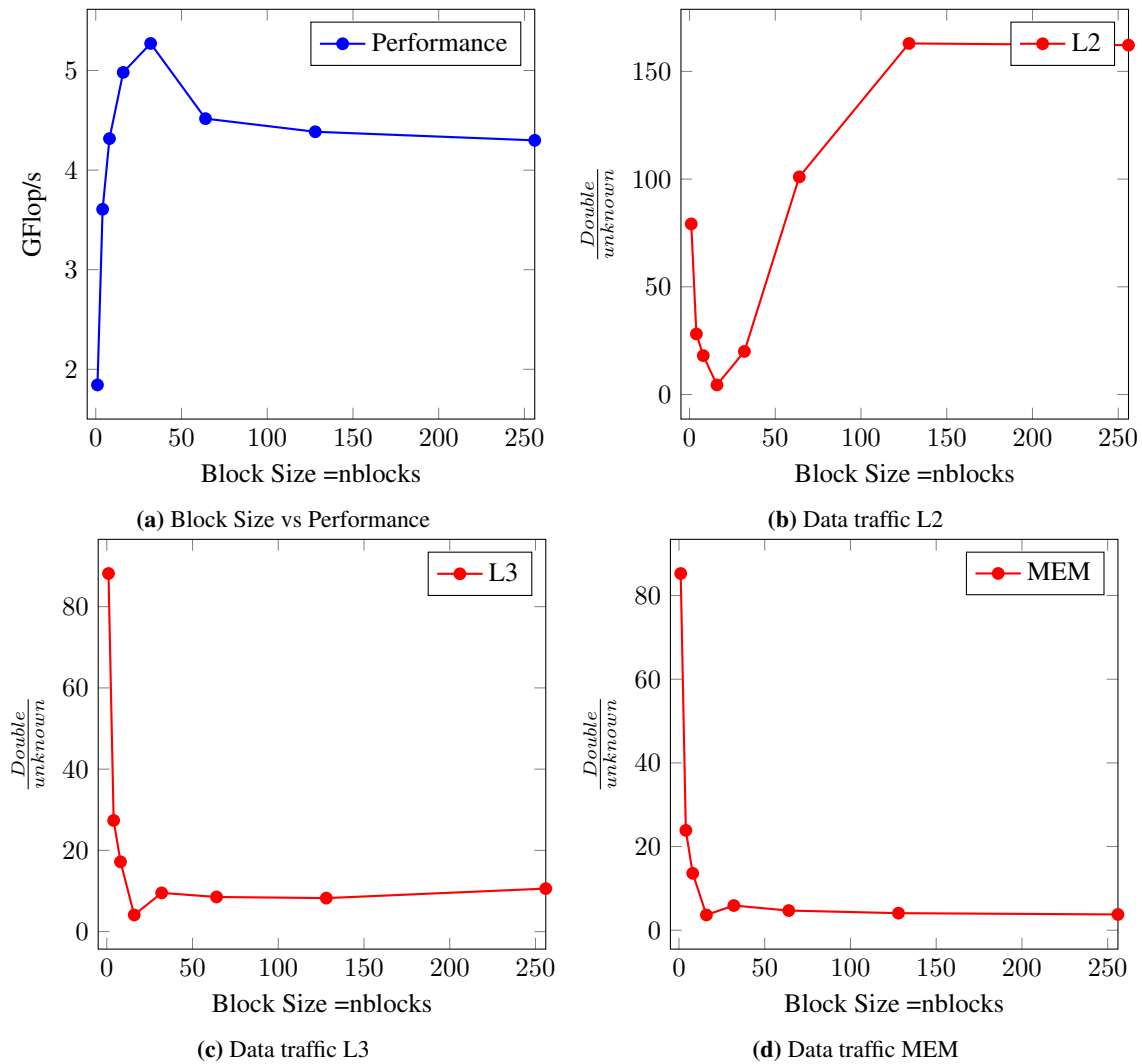 Performance
5
4
3
2
GFlop/s
0 50 100 150 200 250
Block Size =nblocks
(a) Block Size vs Performance
L2
150
100
50
0
Double
unknown
0 50 100 150 200 250
Block Size =nblocks
(b) Data traffic L2
L3
80
60
40
20
0
Double
unknown
0 50 100 150 200 250
Block Size =nblocks
(c) Data traffic L3
MEM
80
60
40
20
0
Double
unknown
0 50 100 150 200 250
Block Size =nblocks
(d) Data traffic MEM